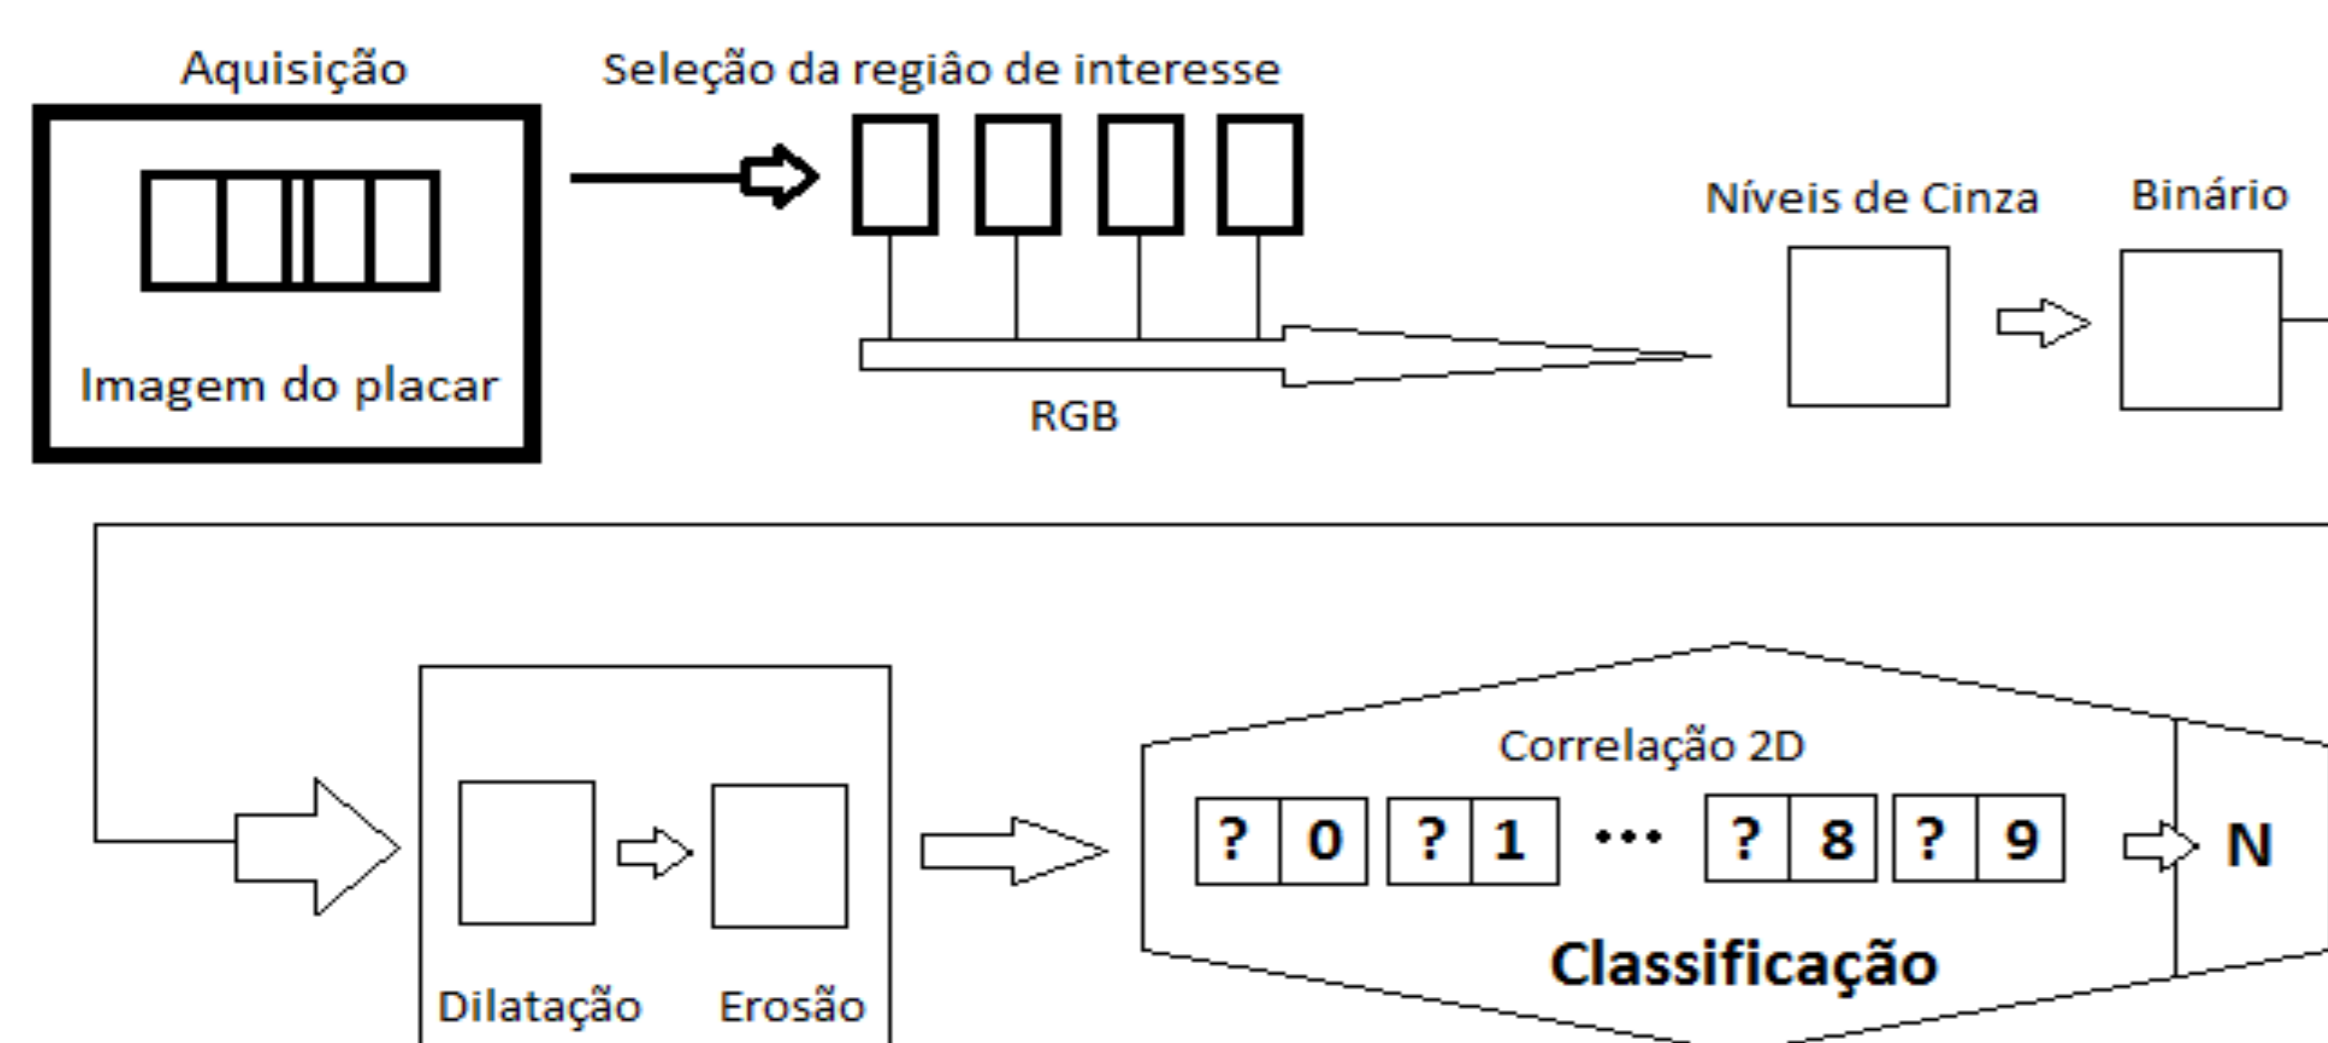 Aquisição
Seleção da região de interesse
Níveis de Cinza
Binário
Imagem do placar
RGB
Correlação 2D
? 0 ? 1 ... ? 8 ? 9
N
Classificação
Dilatação
Erosão